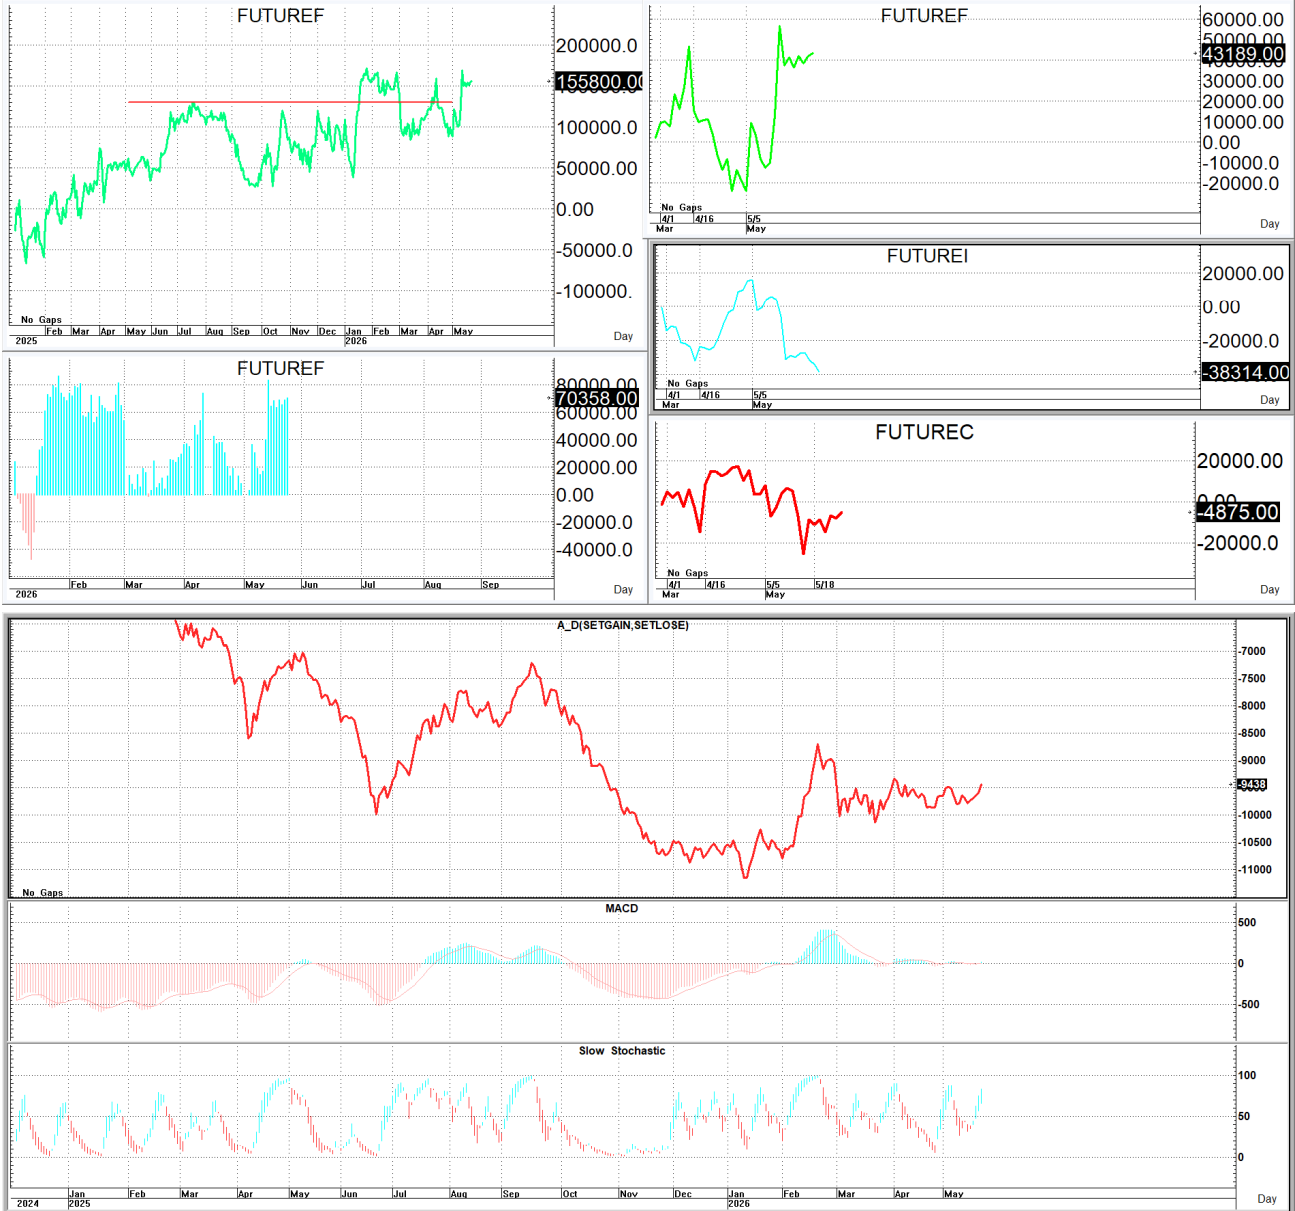 FUTUREF
200000.0
155800.00
150000.0
100000.0
50000.00
0.00
-50000.0
-100000.
No Gaps
Feb Mar Apr May Jun Jul Aug Sep Oct Nov Dec Jan Feb Mar Apr May
2025 2026
Day
FUTUREF
60000.00
50000.00
43189.00
30000.00
20000.00
10000.00
0.00
-10000.0
-20000.0
No Gaps
4/1 4/16 5/5
Mar May
Day
FUTUREI
20000.00
0.00
-20000.0
-38314.00
No Gaps
4/1 4/16 5/5
Mar May
Day
FUTUREF
80000.00
70358.00
60000.00
40000.00
20000.00
0.00
-20000.0
-40000.0
Feb Mar Apr May Jun Jul Aug Sep
2026
Day
FUTUREC
20000.00
0.00
-4875.00
-20000.0
No Gaps
4/1 4/16 5/5 5/18
Mar May
Day
A_D(SETGAIN,SETLOSE)
-7000
-7500
-8000
-8500
-9000
-9438
-10000
-10500
-11000
No Gaps
MACD
500
0
-500
Slow Stochastic
100
50
0
Jan Feb Mar Apr May Jun Jul Aug Sep Oct Nov Dec Jan Feb Mar Apr May
2024 2025 2026
Day